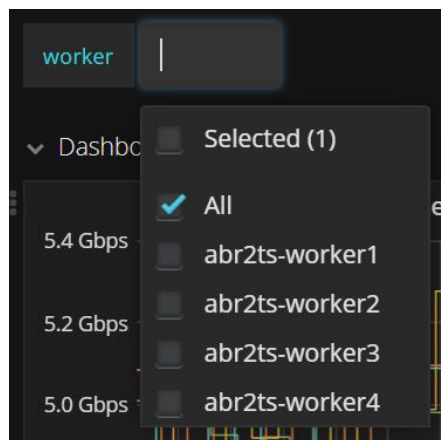 worker
Selected (1)
Dashbo
All
5.4 Gbps
abr2ts-worker1
abr2ts-worker2
5.2 Gbps
abr2ts-worker3
abr2ts-worker4
5.0 Gbps